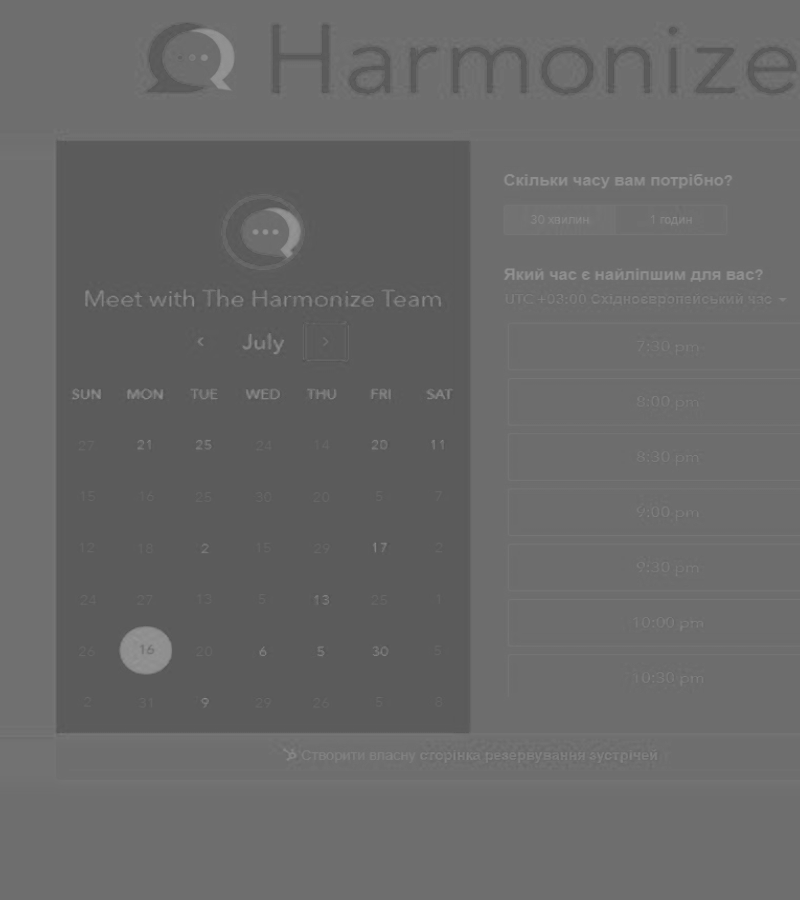 Harmonize
Meet with The Harmonize Team
July
SUN MON TUE WED THU FRI SAT
27 21 25 24 14 20 11
15 16 26 30 20 5 7
12 18 2 15 29 17 2
24 27 13 5 13 25 1
26 16 20 6 5 30 5
2 31 9 29 26 5 8
Скільки часу вам потрібно?
30 хвилин 1 годин
Який час є найліпшим для вас?
UTC +03:00 Східноєвропейський час
7:30 pm
8:00 pm
8:30 pm
9:00 pm
9:30 pm
10:00 pm
10:30 pm
Створити власну сторінка резервування зустрічей